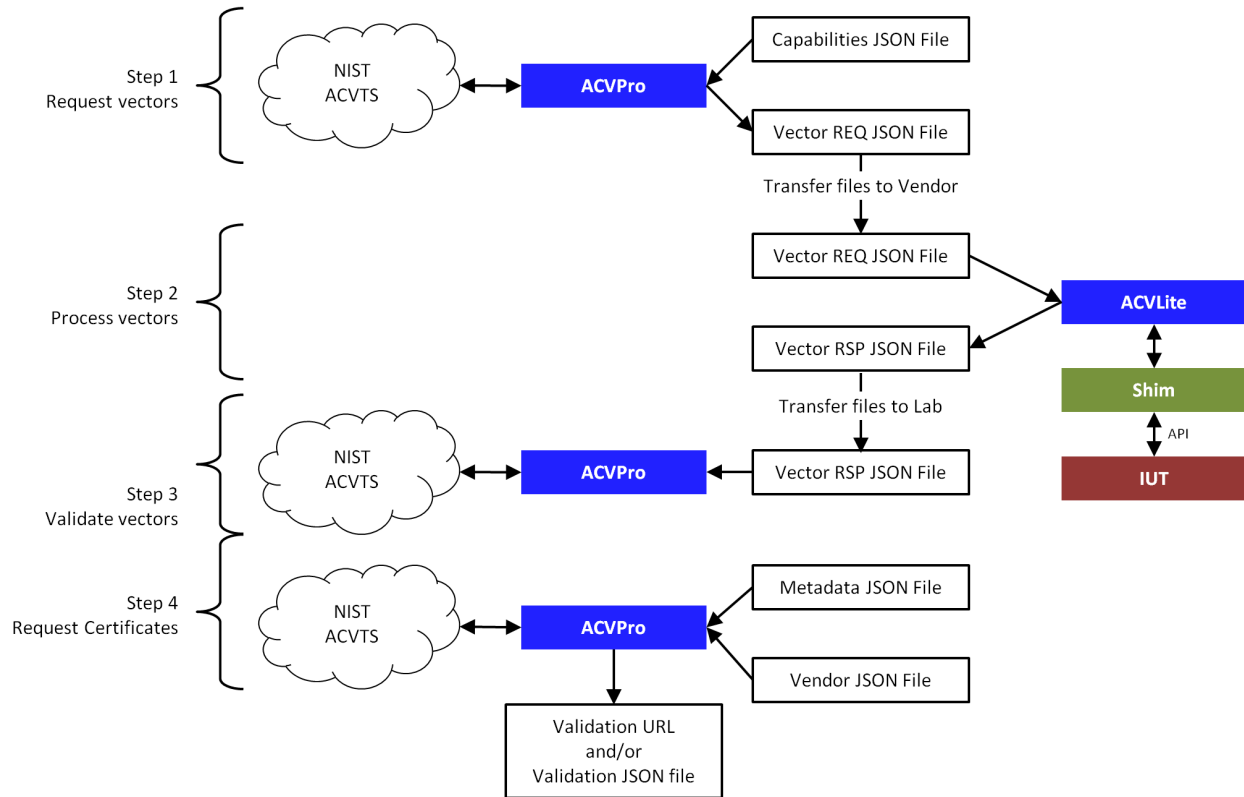 Step 1
Request vectors
NIST
ACVTS
ACVPro
Capabilities JSON File
Vector REQ JSON File
Transfer files to Vendor
Step 2
Process vectors
Vector REQ JSON File
ACVLite
Vector RSP JSON File
Shim
Transfer files to Lab
API
IUT
Step 3
Validate vectors
NIST
ACVTS
ACVPro
Vector RSP JSON File
Step 4
Request Certificates
NIST
ACVTS
ACVPro
Metadata JSON File
Vendor JSON File
Validation URL
and/or
Validation JSON file